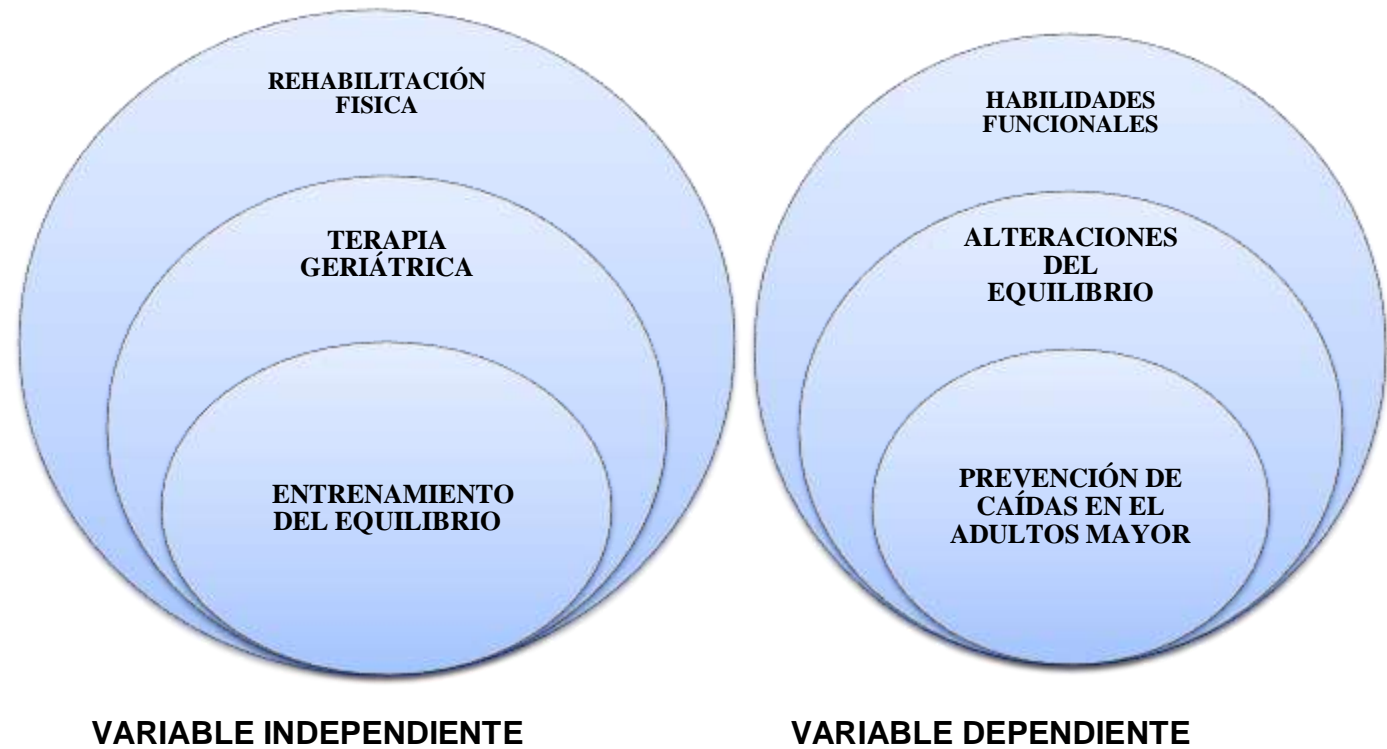 REHABILITACIÓN
FISICA
TERAPIA
GERIÁTRICA
ENTRENAMIENTO
DEL EQUILIBRIO
VARIABLE INDEPENDIENTE
HABILIDADES
FUNCIONALES
ALTERACIONES
DEL
EQUILIBRIO
PREVENCIÓN DE
CAÍDAS EN EL
ADULTOS MAYOR
VARIABLE DEPENDIENTE